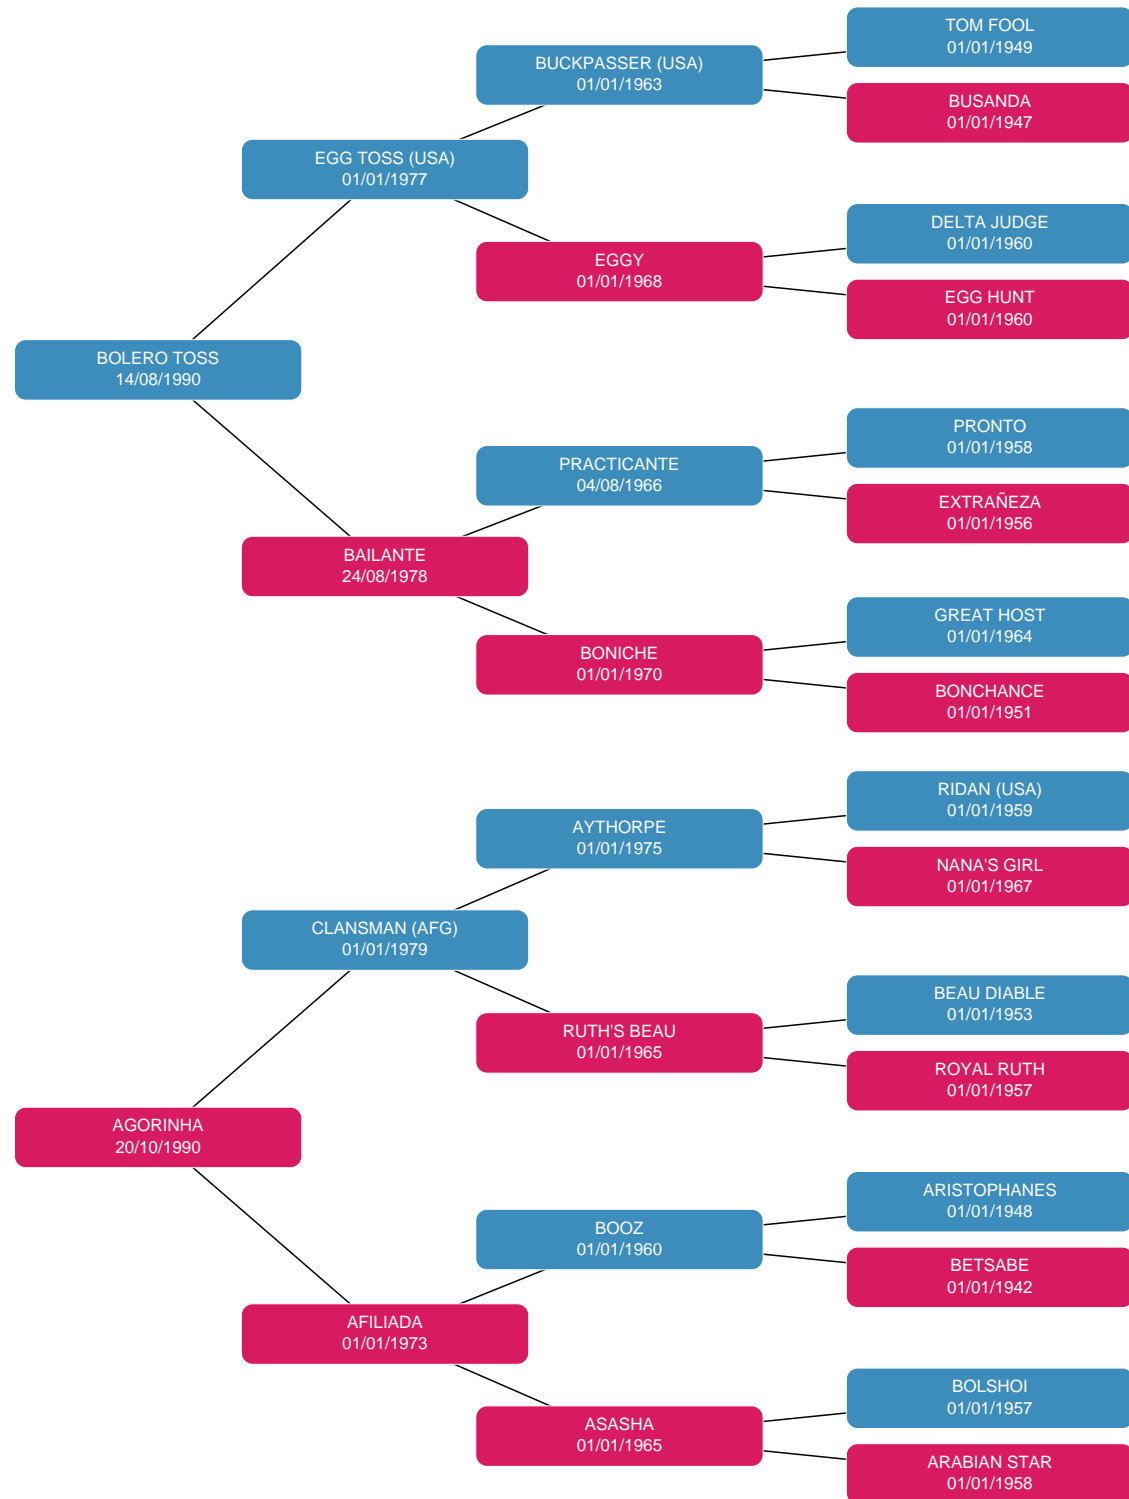 TOM FOOL
01/01/1949
BUCKPASSER (USA)
01/01/1963
BUSANDA
01/01/1947
EGG TOSS (USA)
01/01/1977
DELTA JUDGE
01/01/1960
EGGY
01/01/1968
EGG HUNT
01/01/1960
BOLERO TOSS
14/08/1990
PRONTO
01/01/1958
PRACTICANTE
04/08/1966
EXTRAÑEZA
01/01/1956
BAILANTE
24/08/1978
GREAT HOST
01/01/1964
BONICHE
01/01/1970
BONCHANCE
01/01/1951
RIDAN (USA)
01/01/1959
AYTHORPE
01/01/1975
NANA'S GIRL
01/01/1967
CLANSMAN (AFG)
01/01/1979
BEAU DIABLE
01/01/1953
RUTH'S BEAU
01/01/1965
ROYAL RUTH
01/01/1957
AGORINHA
20/10/1990
ARISTOPHANES
01/01/1948
BOOZ
01/01/1960
BETSABE
01/01/1942
AFILIADA
01/01/1973
BOLSHOI
01/01/1957
ASASHA
01/01/1965
ARABIAN STAR
01/01/1958